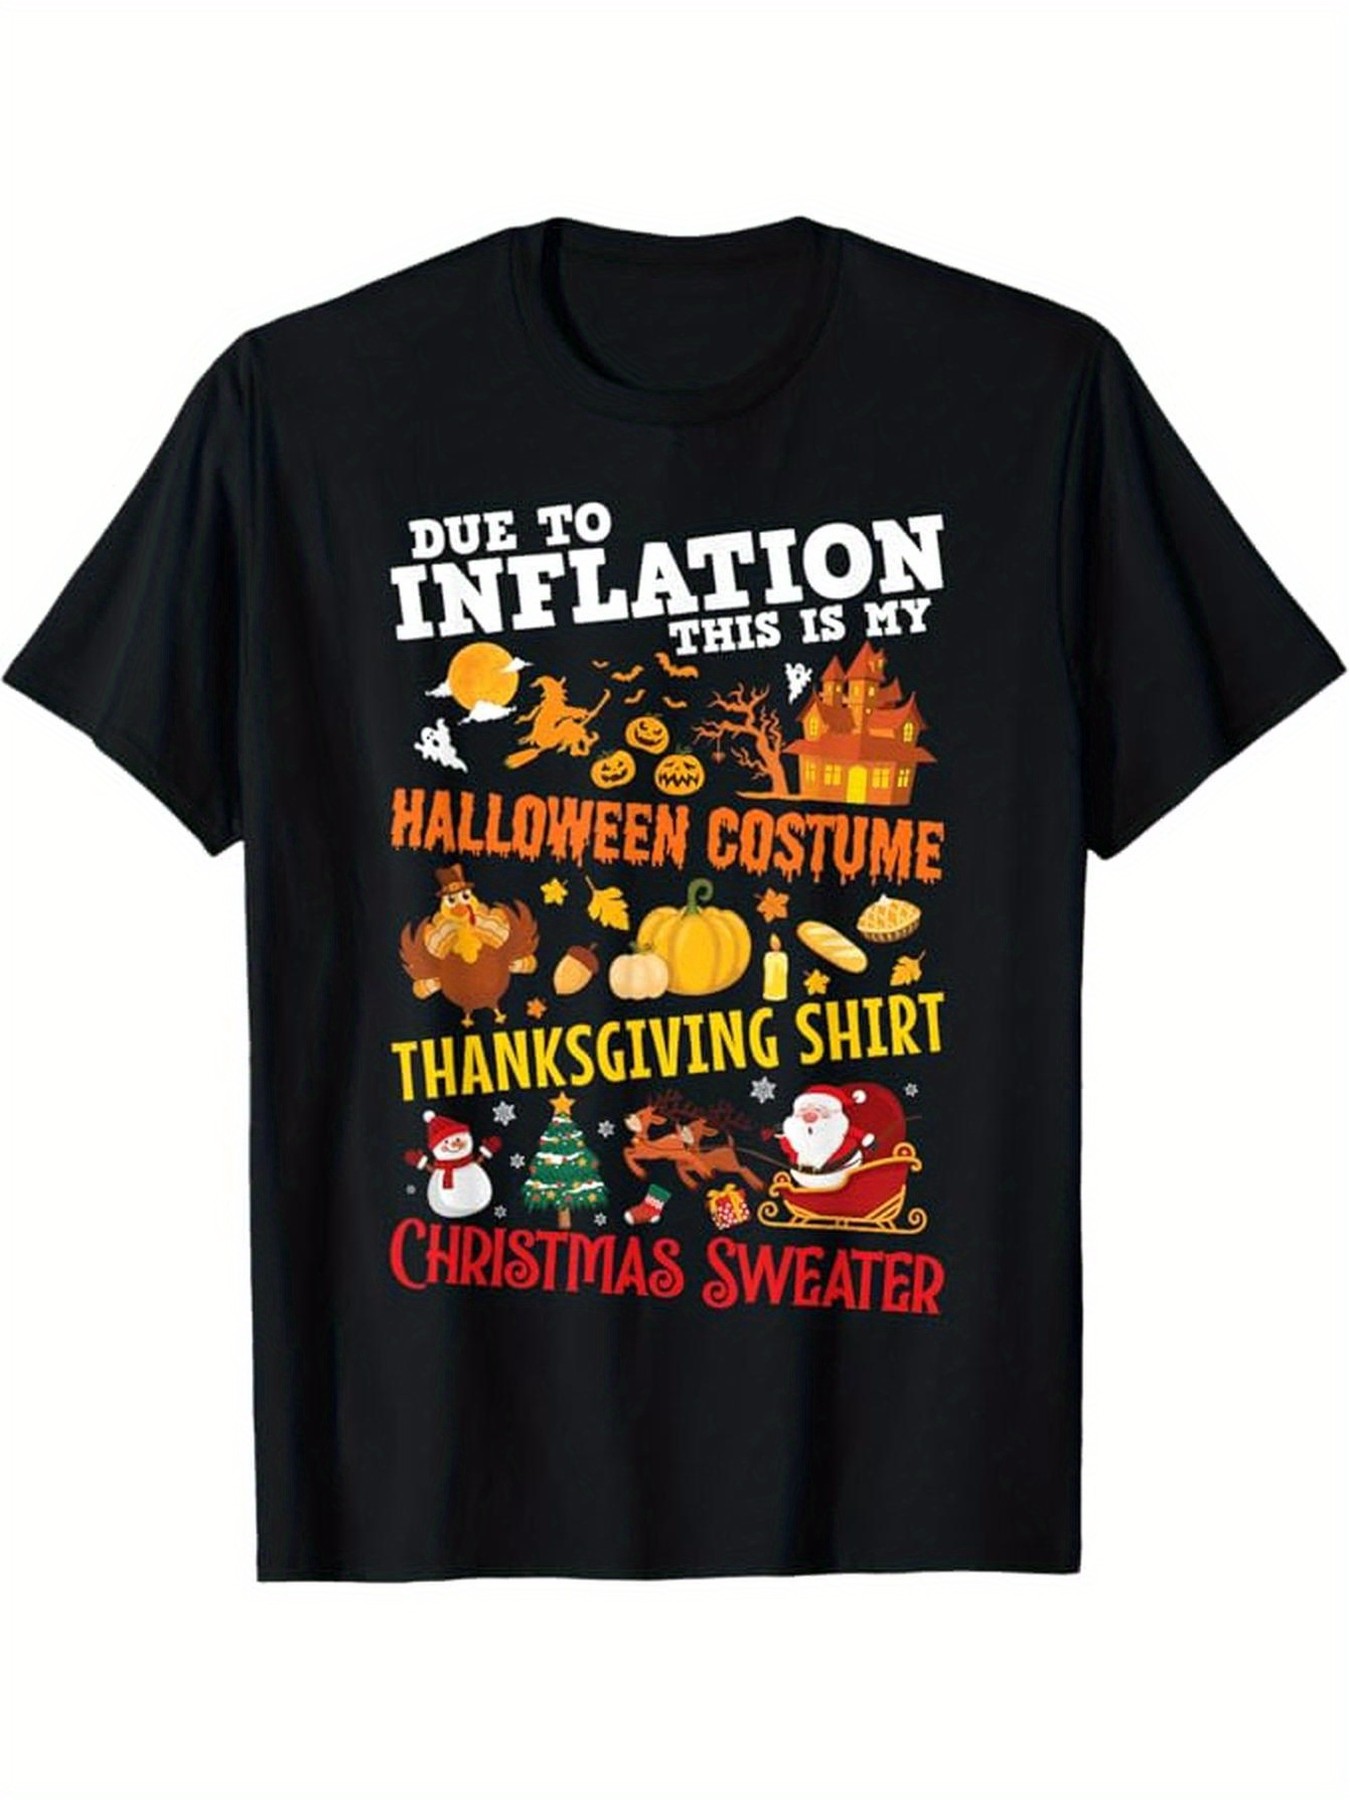 DUE TO
INFLATION
THIS IS MY
HALLOWEEN COSTUME
THANKSGIVING SHIRT
CHRISTMAS SWEATER